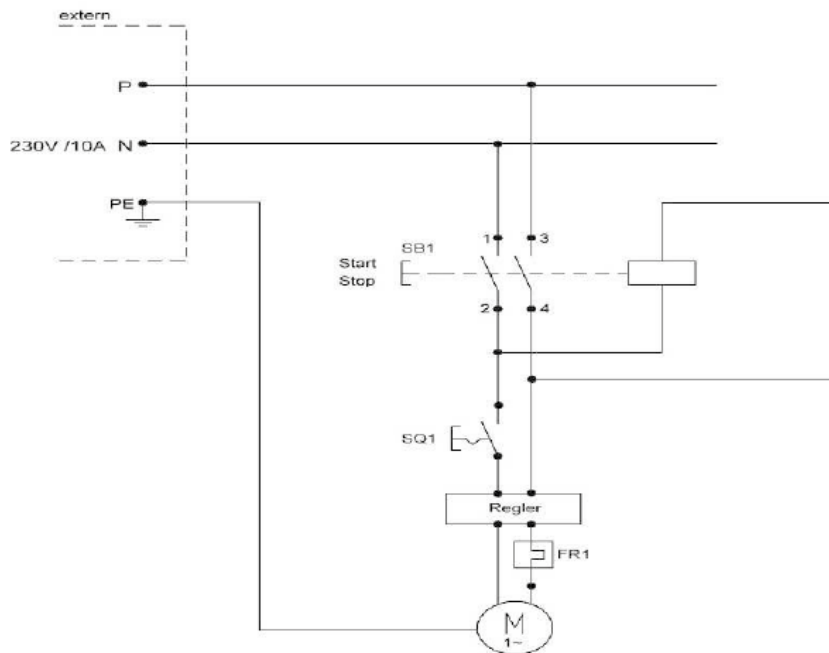 extern
P
230V /10A N
PE
1 3
SB1
Start
Stop
2 4
SQ1
Regler
FR1
M
1~